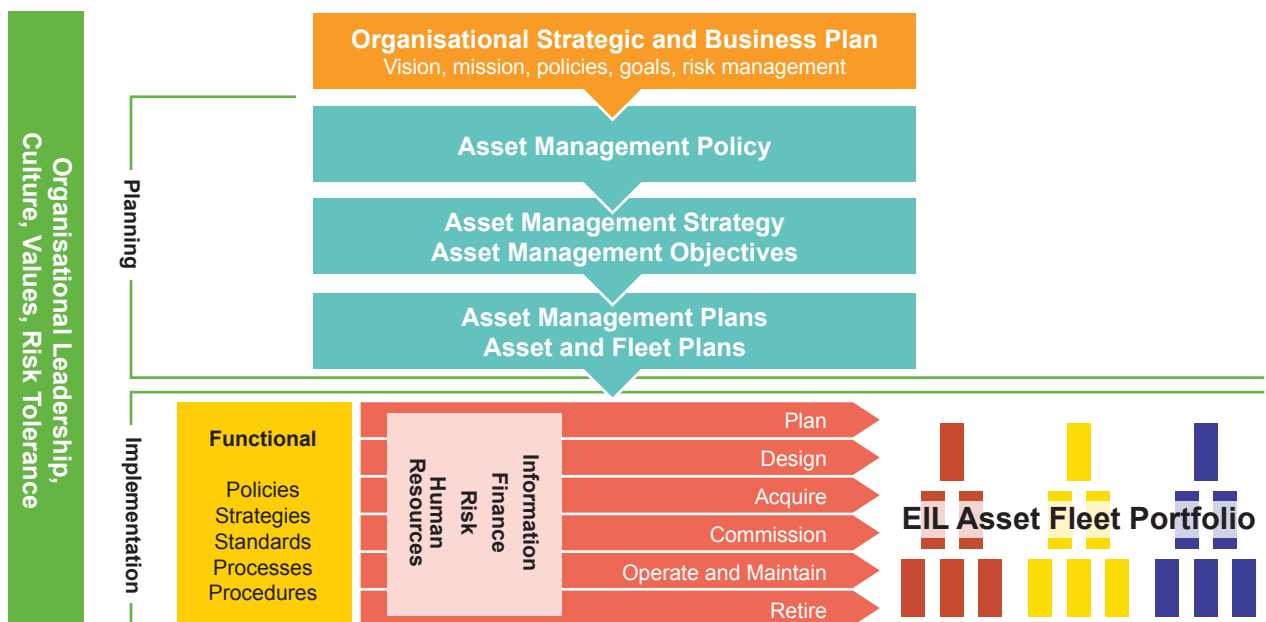 Organisational Leadership,
Culture, Values, Risk Tolerance
Organisational Strategic and Business Plan
Vision, mission, policies, goals, risk management
Planning
Asset Management Policy
Asset Management Strategy
Asset Management Objectives
Asset Management Plans
Asset and Fleet Plans
Implementation
Functional
Policies
Strategies
Standards
Processes
Procedures
Information
Finance
Risk
Human
Resources
Plan
Design
Acquire
Commission
Operate and Maintain
Retire
EIL Asset Fleet Portfolio